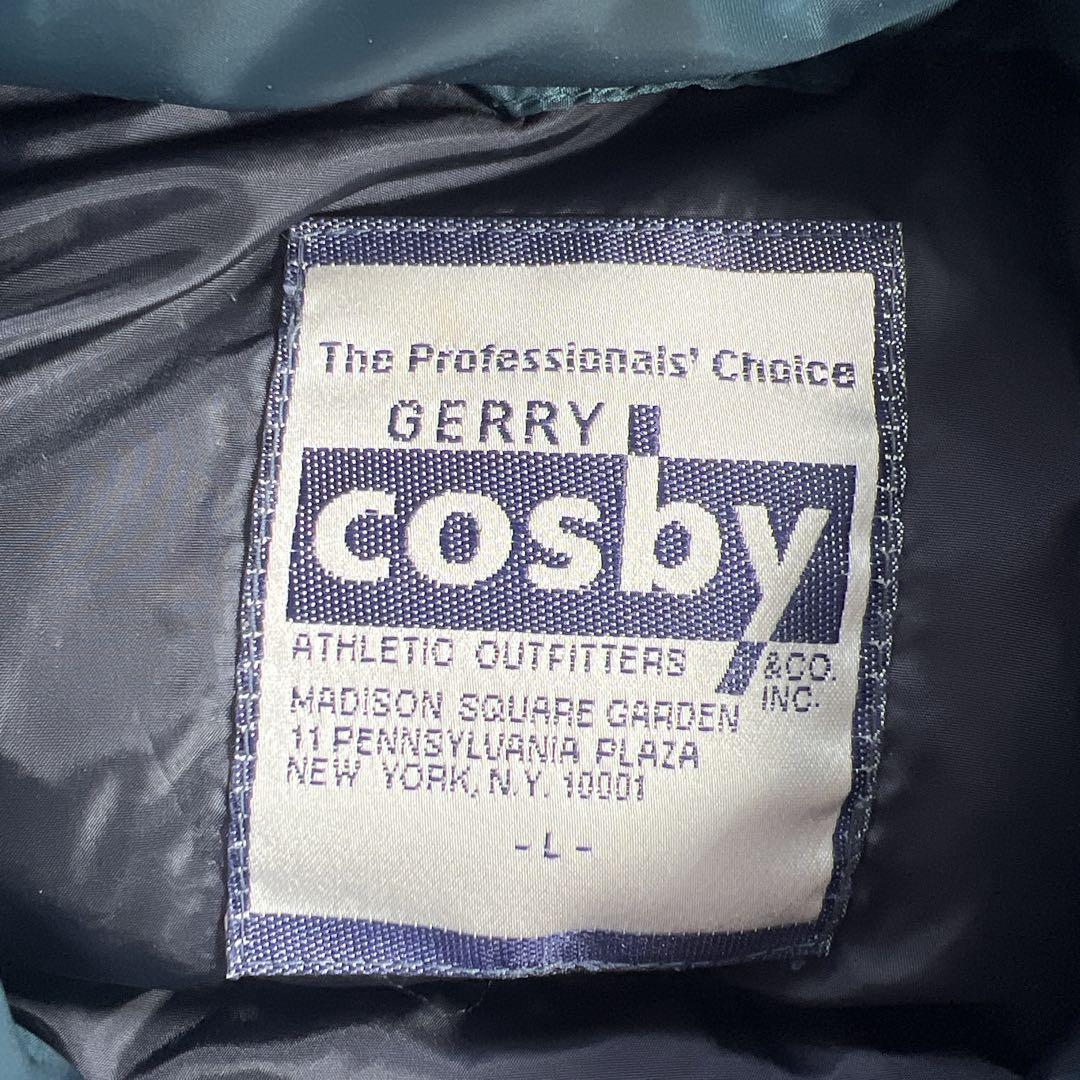 The Professionals' Choice
GERRY
cosby
ATHLETIC OUTFITTERS &CO. INC.
MADISON SQUARE GARDEN
11 PENNSYLVANIA PLAZA
NEW YORK, N.Y. 10001
- L -